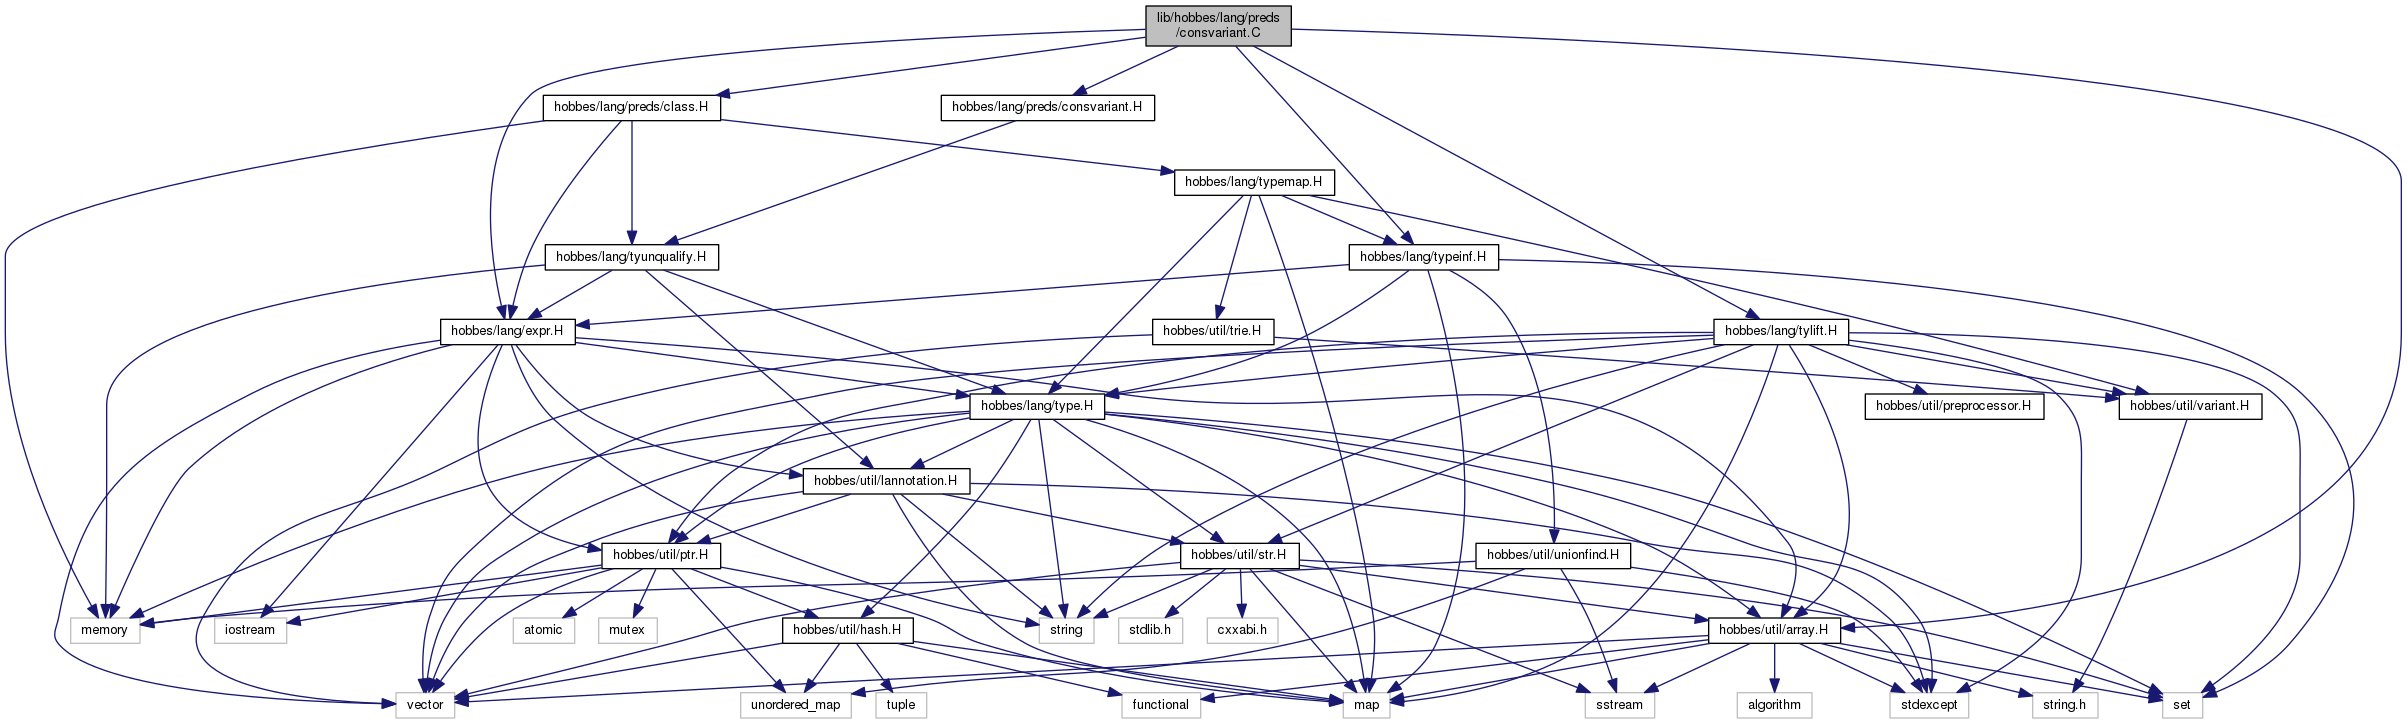 lib/hobbes/lang/preds
/consvariant.C
hobbes/lang/preds/class.H
hobbes/lang/preds/consvariant.H
hobbes/lang/typemap.H
hobbes/lang/tyunqualify.H
hobbes/lang/typeinf.H
hobbes/lang/expr.H
hobbes/util/trie.H
hobbes/lang/tylift.H
hobbes/lang/type.H
hobbes/util/preprocessor.H
hobbes/util/variant.H
hobbes/util/lannotation.H
hobbes/util/ptr.H
hobbes/util/str.H
hobbes/util/unionfind.H
memory
iostream
atomic
mutex
hobbes/util/hash.H
string
stdlib.h
cxxabi.h
hobbes/util/array.H
vector
unordered_map
tuple
functional
map
sstream
algorithm
stdexcept
string.h
set